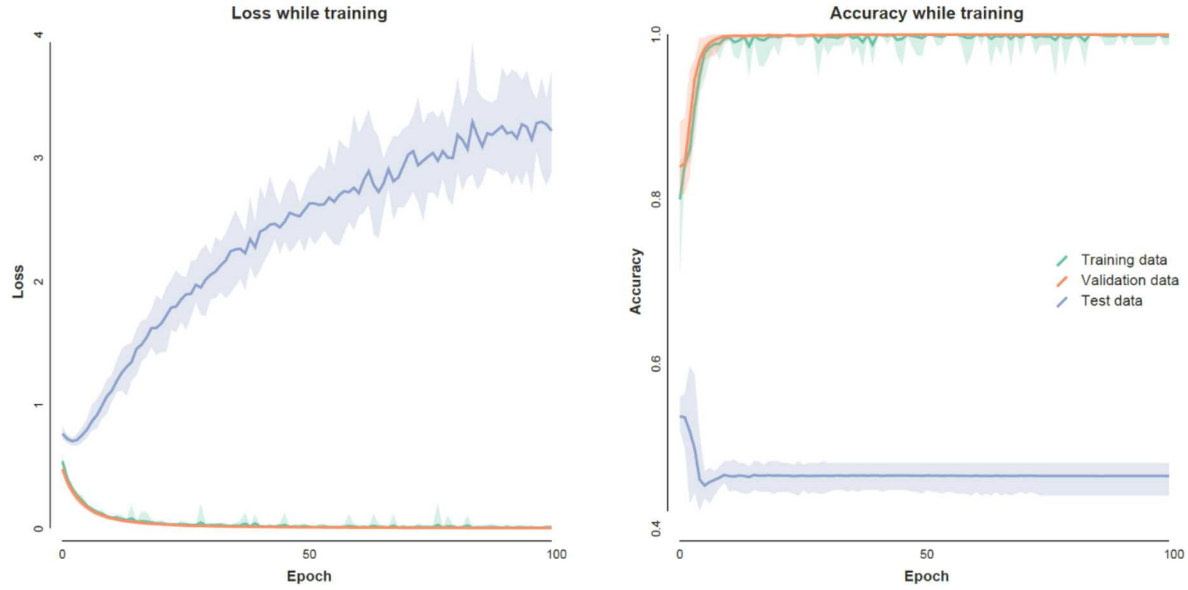 Loss while training
4
3
2
1
0
Loss
0
50
100
Epoch
Accuracy while training
1.0
0.8
0.6
0.4
Accuracy
Training data
Validation data
Test data
0
50
100
Epoch